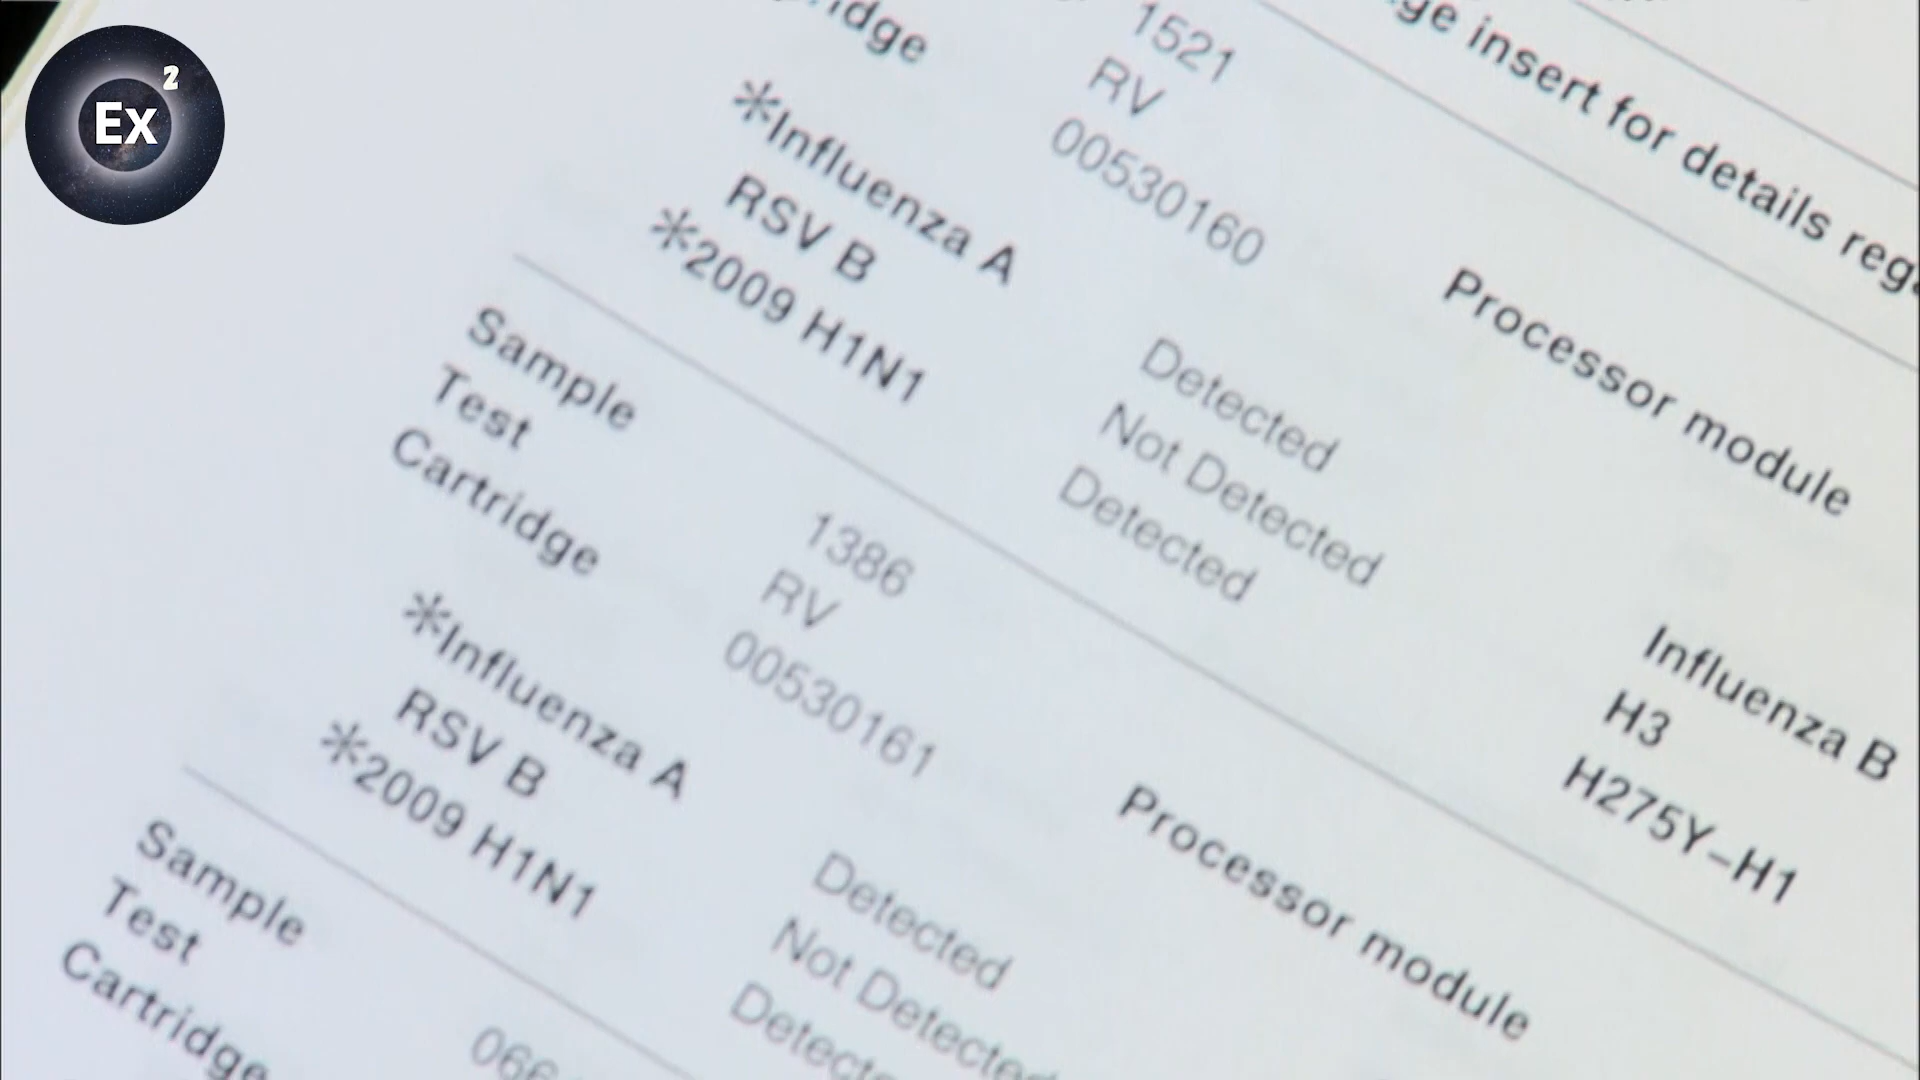 Ex²
ge insert for details reg
idge
1521
RV
00530160
Processor module
*Influenza A
RSV B
*2009 H1N1
Detected
Not Detected
Detected
Influenza B
H3
H275Y-H1
Sample
Test
Cartridge
1386
RV
00530161
Processor module
*Influenza A
RSV B
*2009 H1N1
Detected
Not Detected
Detecte
Sample
Test
Cartridge
066